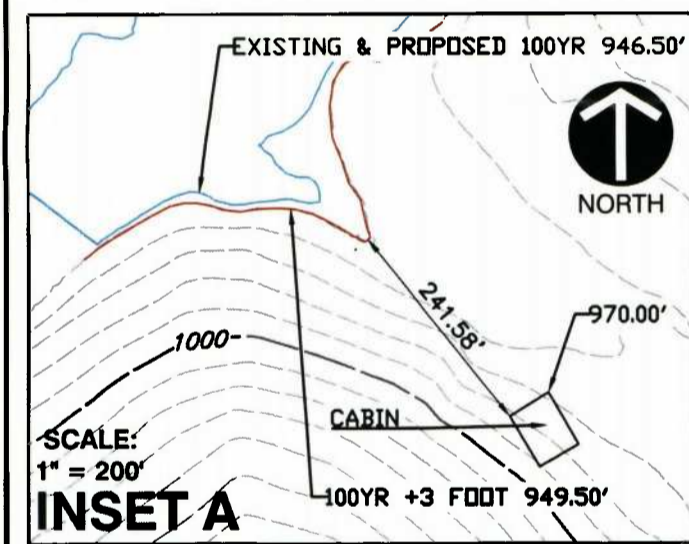 EXISTING & PROPOSED 100YR 946.50'
NORTH
241.58'
970.00'
1000
CABIN
SCALE:
1" = 200'
100YR +3 FOOT 949.50'
INSET A